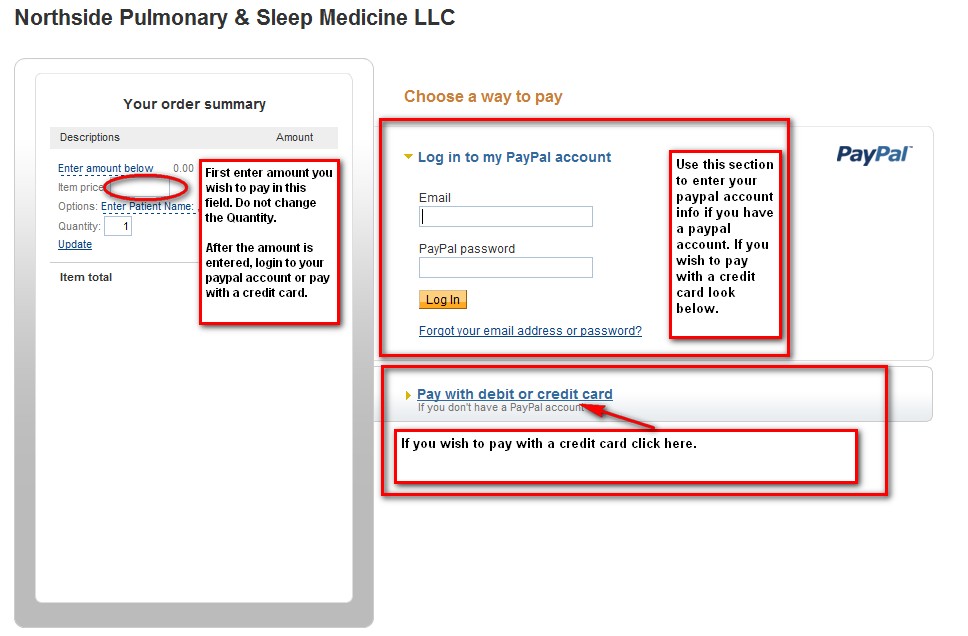 Northside Pulmonary & Sleep Medicine LLC
Your order summary
Descriptions Amount
Enter amount below 0.00
Item price
Options: Enter Patient Name:
Quantity: 1
Update
Item total
First enter amount you
wish to pay in this
field. Do not change
the Quantity.
After the amount is
entered, login to your
paypal account or pay
with a credit card.
Choose a way to pay
Log in to my PayPal account
Email
PayPal password
Log In
Forgot your email address or password?
Use this section
to enter your
paypal account
info if you have
a paypal
account. If you
wish to pay
with a credit
card look
below.
PayPal™
Pay with debit or credit card
If you don't have a PayPal account
If you wish to pay with a credit card click here.